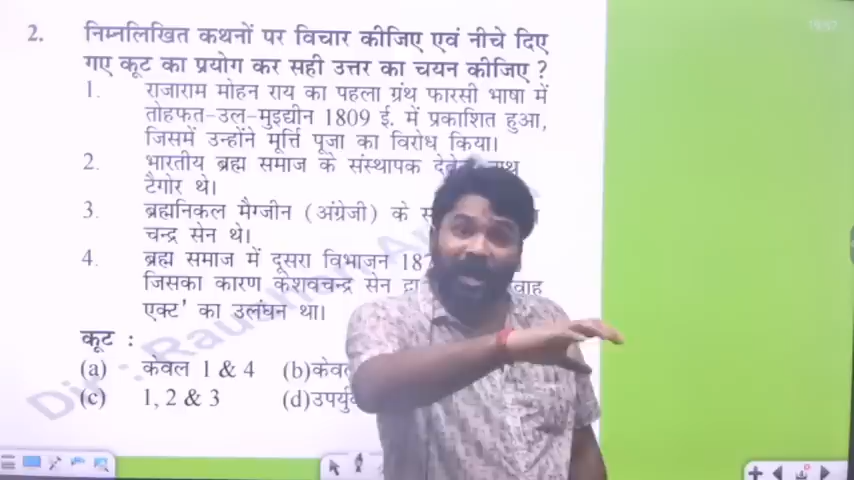 2. निम्नलिखित कथनों पर विचार कीजिए एवं नीचे दिए
गए कूट का प्रयोग कर सही उत्तर का चयन कीजिए ?
1. राजाराम मोहन राय का पहला ग्रंथ फारसी भाषा में
तोहफत-उल-मुइद्यीन 1809 ई. में प्रकाशित हुआ,
जिसमें उन्होंने मूर्त्ति पूजा का विरोध किया।
2. भारतीय ब्रह्म समाज के संस्थापक
टैगोर थे।
3. ब्रह्मनिकल मैग्जीन (अंग्रेजी) के
चन्द्र सेन थे।
4. ब्रह्म समाज में दूसरा विभाजन
जिसका कारण केशवचन्द्र सेन
एक्ट' का उलंघन था।
कूट :
(a) केवल 1 & 4 (b)
(c) 1, 2 & 3 (d)